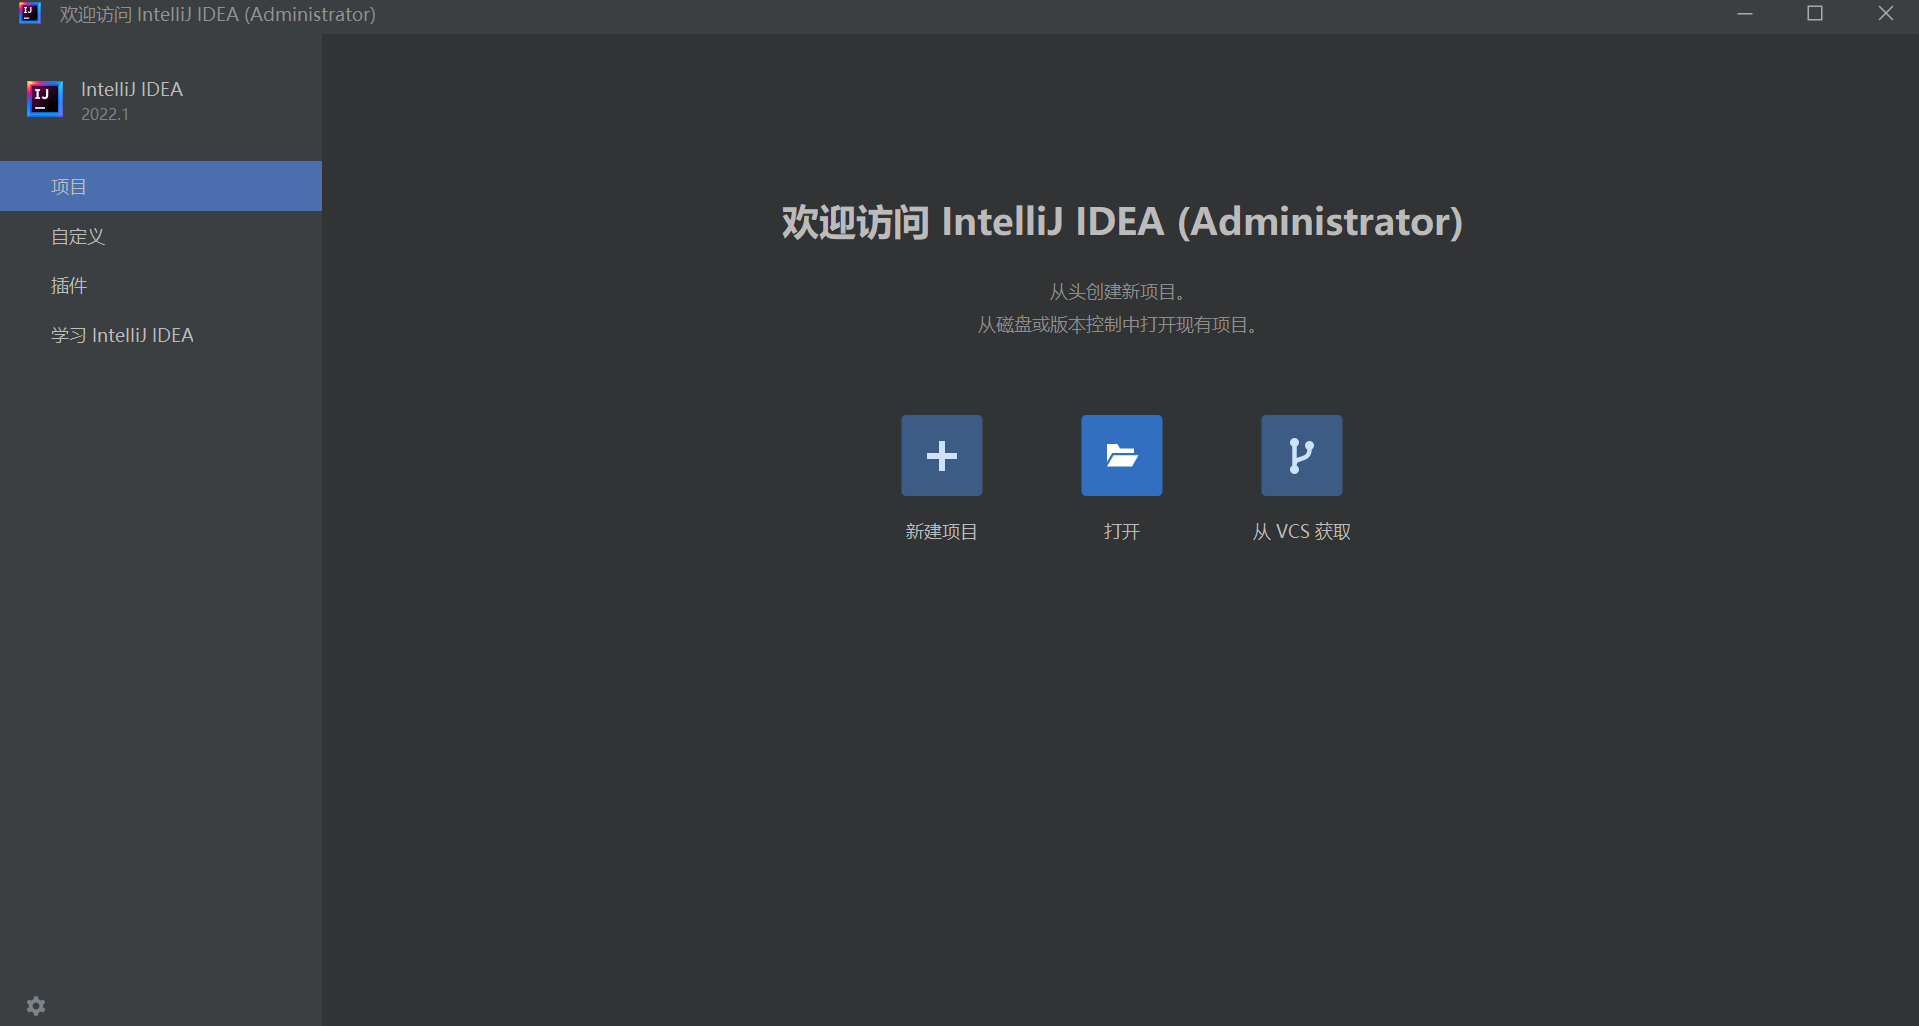 欢迎访问 IntelliJ IDEA (Administrator)
IntelliJ IDEA
2022.1
项目
自定义
插件
学习 IntelliJ IDEA
欢迎访问 IntelliJ IDEA (Administrator)
从头创建新项目。
从磁盘或版本控制中打开现有项目。
新建项目
打开
从 VCS 获取